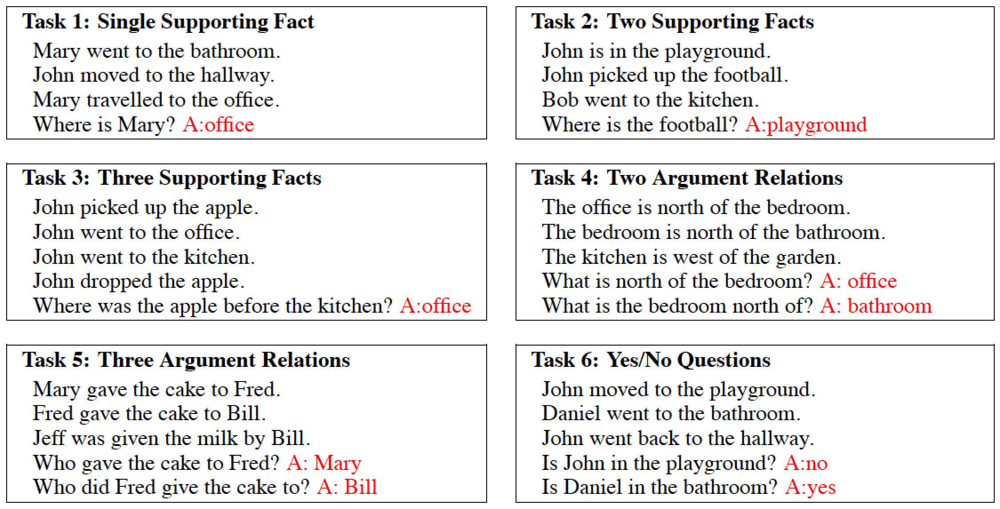 Task 1: Single Supporting Fact
Mary went to the bathroom.
John moved to the hallway.
Mary travelled to the office.
Where is Mary? A:office
Task 2: Two Supporting Facts
John is in the playground.
John picked up the football.
Bob went to the kitchen.
Where is the football? A:playground
Task 3: Three Supporting Facts
John picked up the apple.
John went to the office.
John went to the kitchen.
John dropped the apple.
Where was the apple before the kitchen? A:office
Task 4: Two Argument Relations
The office is north of the bedroom.
The bedroom is north of the bathroom.
The kitchen is west of the garden.
What is north of the bedroom? A: office
What is the bedroom north of? A: bathroom
Task 5: Three Argument Relations
Mary gave the cake to Fred.
Fred gave the cake to Bill.
Jeff was given the milk by Bill.
Who gave the cake to Fred? A: Mary
Who did Fred give the cake to? A: Bill
Task 6: Yes/No Questions
John moved to the playground.
Daniel went to the bathroom.
John went back to the hallway.
Is John in the playground? A:no
Is Daniel in the bathroom? A:yes